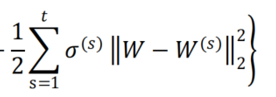 - 1/2 ∑_{s=1}^{t} σ^{(s)} ‖W − W^{(s)}‖_2^2 }